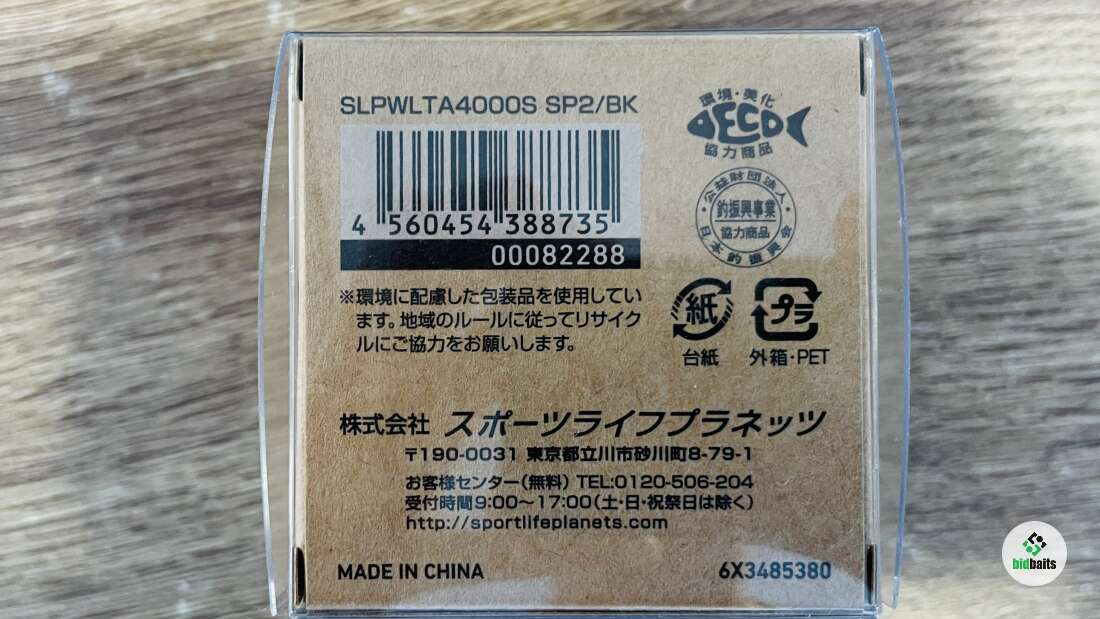 SLPWLTA4000S SP2/BK
環境・美化
ECO
協力商品
4 560454 388735
00082288
公益財団法人
釣振興事業
協力商品
日本釣振興会
※環境に配慮した包装品を使用してい
ます。地域のルールに従ってリサイク
ルにご協力をお願いします。
紙
プラ
台紙
外箱・PET
株式会社 スポーツライフプラネッツ
〒190-0031 東京都立川市砂川町8-79-1
お客様センター(無料) TEL:0120-506-204
受付時間9:00〜17:00(土・日・祝祭日は除く)
http://sportlifeplanets.com
MADE IN CHINA
6X3485380
bidbaits